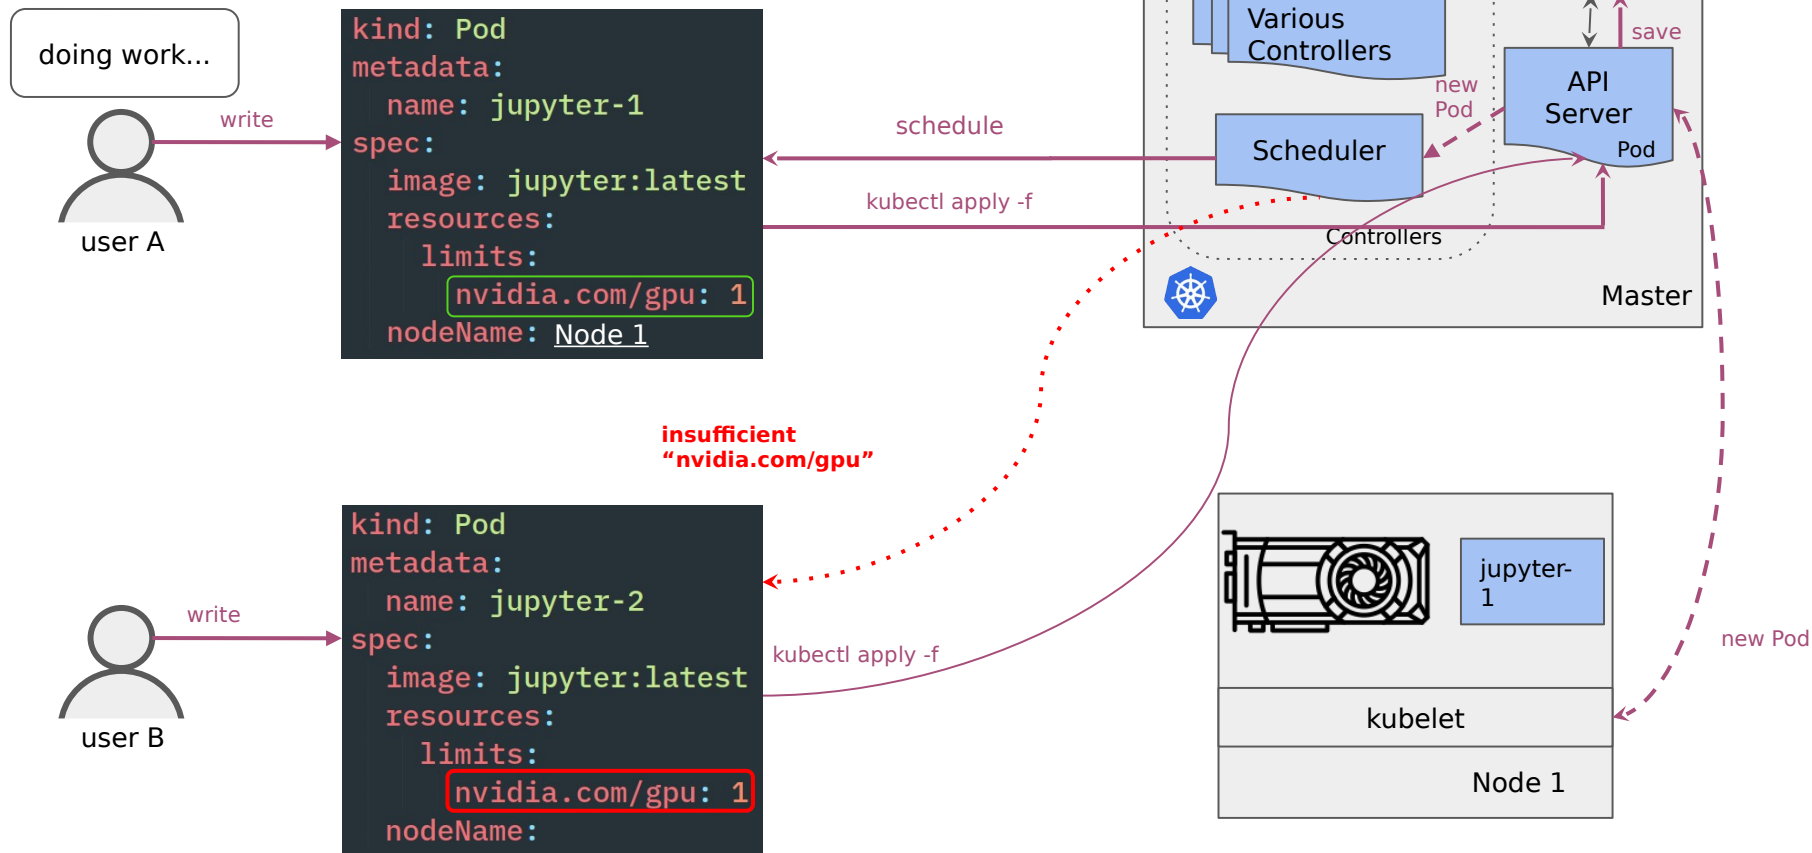 doing work...
user A
write
kind: Pod
metadata:
name: jupyter-1
spec:
image: jupyter:latest
resources:
limits:
nvidia.com/gpu: 1
nodeName: Node 1
schedule
kubectl apply -f
Various
Controllers
new
Pod
save
API
Server
Pod
Scheduler
Controllers
Master
insufficient
“nvidia.com/gpu”
user B
write
kind: Pod
metadata:
name: jupyter-2
spec:
image: jupyter:latest
resources:
limits:
nvidia.com/gpu: 1
nodeName:
kubectl apply -f
jupyter-
1
kubelet
Node 1
new Pod